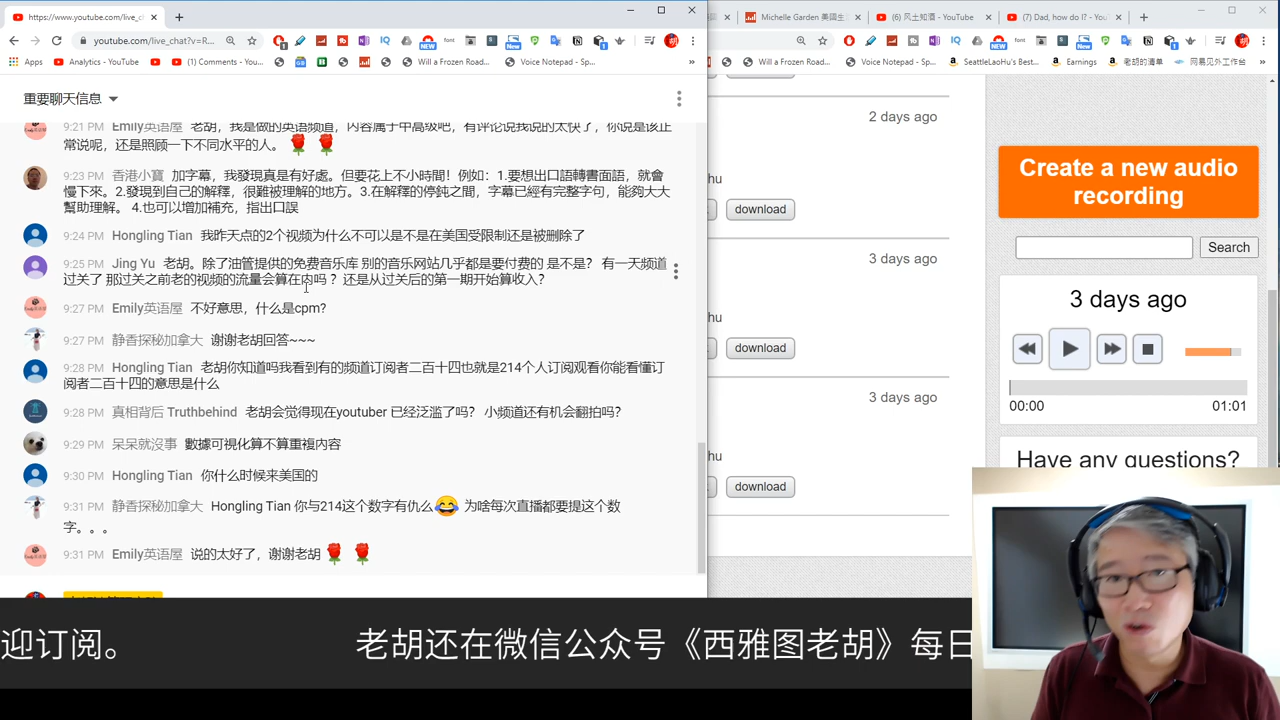 https://www.youtube.com/live_chat?v=R...
Michelle Garden 美國生
(6) 风土知酒 - YouTube
(7) Dad, how do I? - YouT
youtube.com/live_chat?v=R...
Apps
Analytics - YouTube
(1) Comments - You...
GB
Will a Frozen Road...
Voice Notepad - Sp...
»
Will a Frozen Road...
Voice Notepad - Sp...
SeattleLaoHu's Best...
Earnings
老胡的清单
网易见外工作台
»
重要聊天信息
9:21 PM Emily英语屋 老胡，我是做的英语频道，内容属于中高级吧，有评论说我说的太快了，你说是该正
常说呢，还是照顾一下不同水平的人。
9:23 PM 香港小寶 加字幕，我發現真是有好處。但要花上不小時間！例如：1.要想出口語轉書面語，就會
慢下來。2.發現到自己的解釋，很難被理解的地方。3.在解釋的停鈍之間，字幕已經有完整字句，能夠大大
幫助理解。 4.也可以增加補充，指出口誤
9:24 PM Hongling Tian 我昨天点的2个视频为什么不可以是不是在美国受限制还是被删除了
9:25 PM Jing Yu 老胡。除了油管提供的免费音乐库 别的音乐网站几乎都是要付费的 是不是? 有一天频道
过关了 那过关之前老的视频的流量会算在内吗 ? 还是从过关后的第一期开始算收入?
9:27 PM Emily英语屋 不好意思，什么是cpm?
9:27 PM 静香探秘加拿大 谢谢老胡回答~~~
9:28 PM Hongling Tian 老胡你知道吗我看到有的频道订阅者二百十四也就是214个人订阅观看你能看懂订
阅者二百十四的意思是什么
9:28 PM 真相背后 Truthbehind 老胡会觉得现在youtuber 已经泛滥了吗? 小频道还有机会翻拍吗?
9:29 PM 呆呆就沒事 數據可視化算不算重複内容
9:30 PM Hongling Tian 你什么时候来美国的
9:31 PM 静香探秘加拿大 Hongling Tian 你与214这个数字有仇么 为啥每次直播都要提这个数
字。。。
9:31 PM Emily英语屋 说的太好了，谢谢老胡
2 days ago
hu
download
3 days ago
hu
download
3 days ago
hu
download
Create a new audio
recording
Search
3 days ago
00:00
01:01
Have any questions?
迎订阅。 老胡还在微信公众号《西雅图老胡》每日